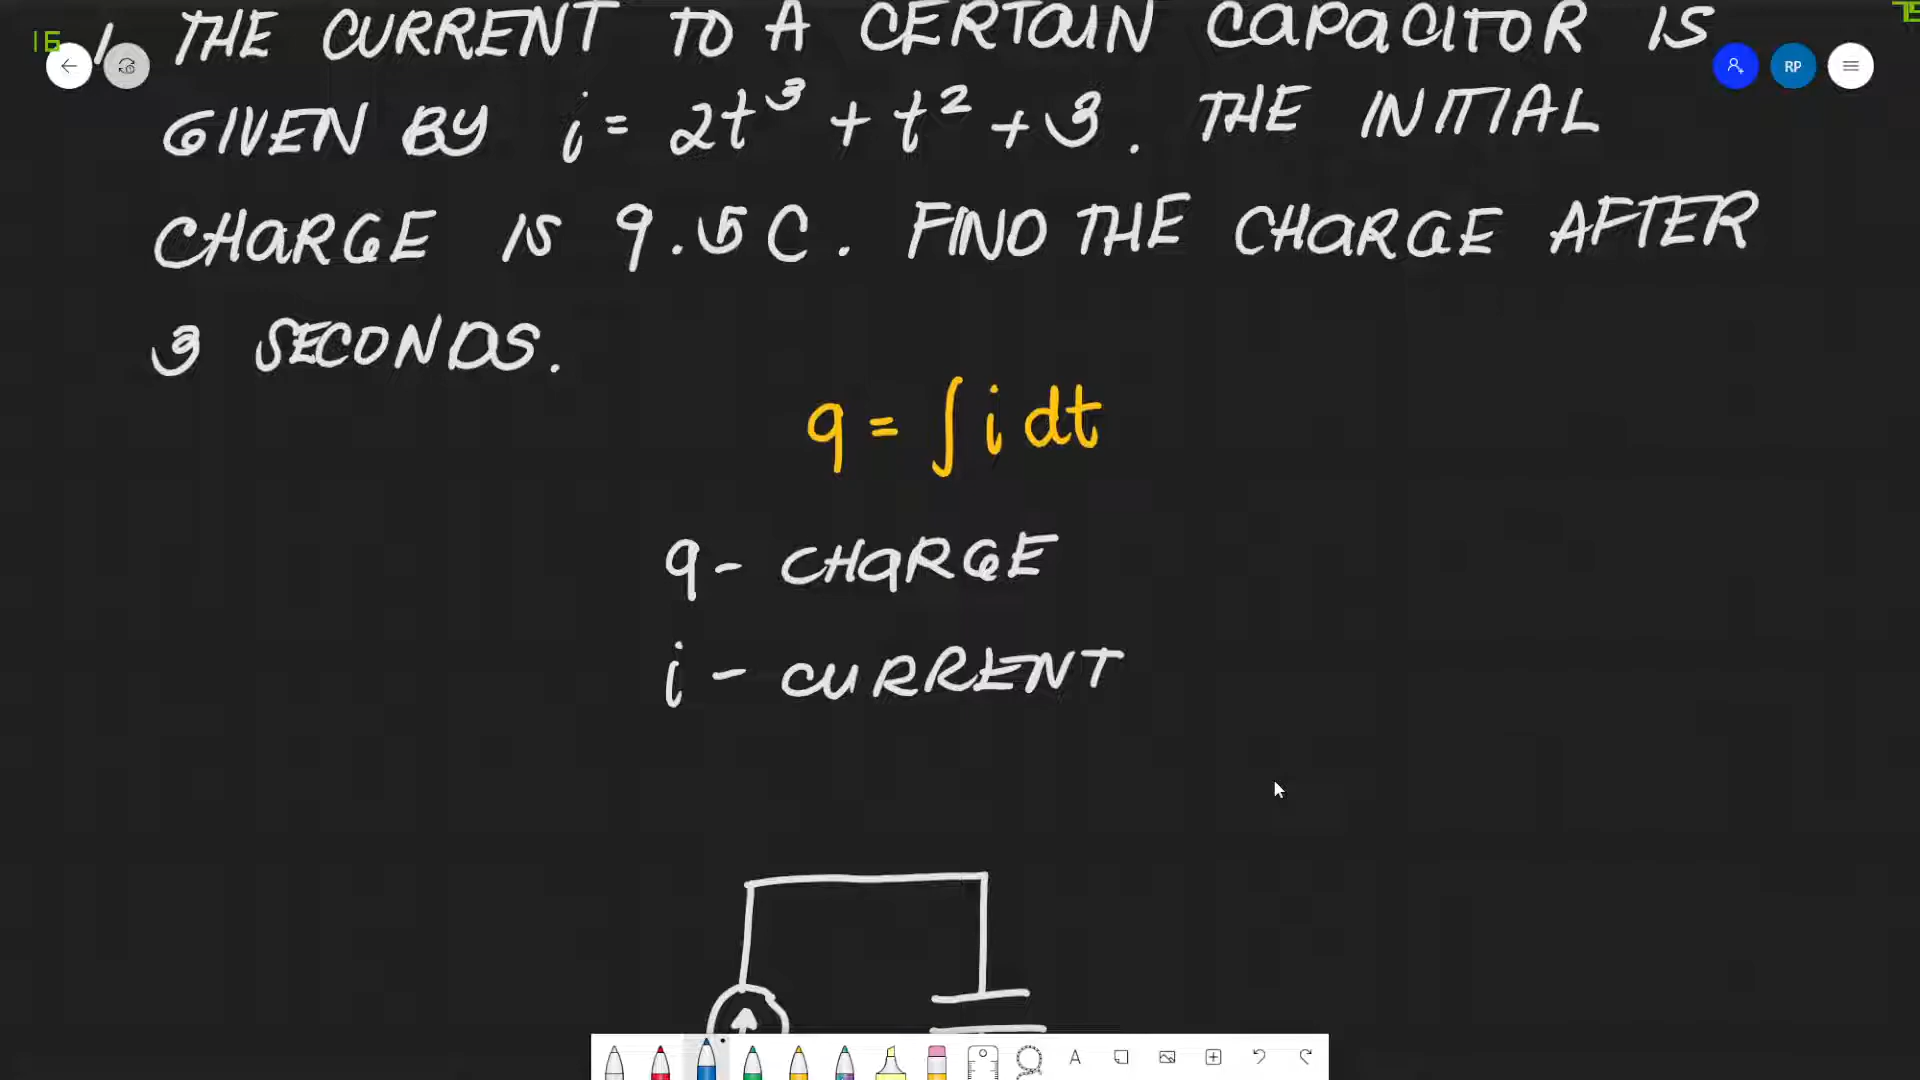 16
1. THE CURRENT TO A CERTAIN CAPACITOR IS
GIVEN BY i = 2t³ + t² + 3. THE INITIAL
CHARGE IS 9.5 C. FIND THE CHARGE AFTER
3 SECONDS.
q = ∫ i dt
q - CHARGE
i - CURRENT
RP
A